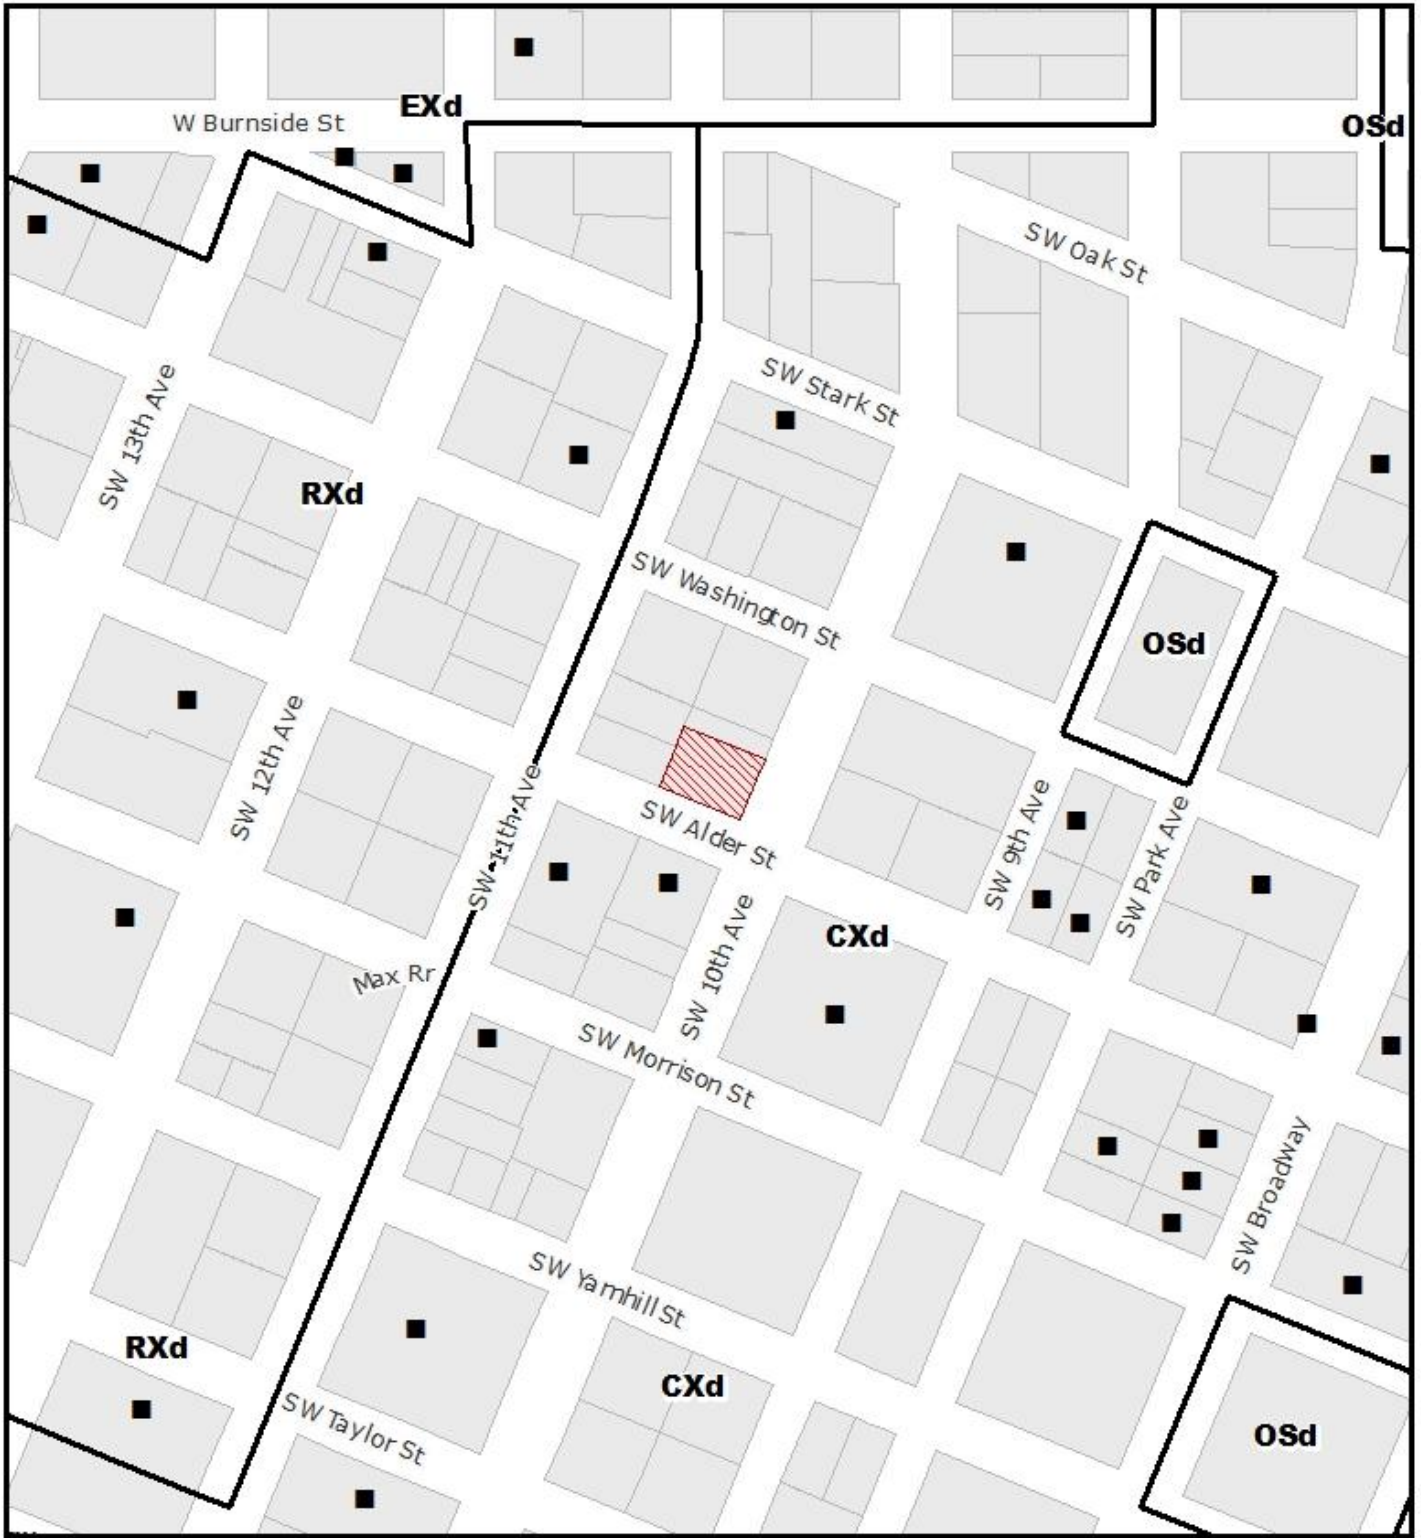 EXd
W Burnside St
OSd
SW Oak St
SW Stark St
SW 13th Ave
RXd
SW Washington St
OSd
SW 12th Ave
SW 11th Ave
SW Alder St
SW 9th Ave
SW Park Ave
SW 10th Ave
CXd
Max Rr
SW Morrison St
SW Broadway
SW Yamhill St
RXd
CXd
SW Taylor St
OSd